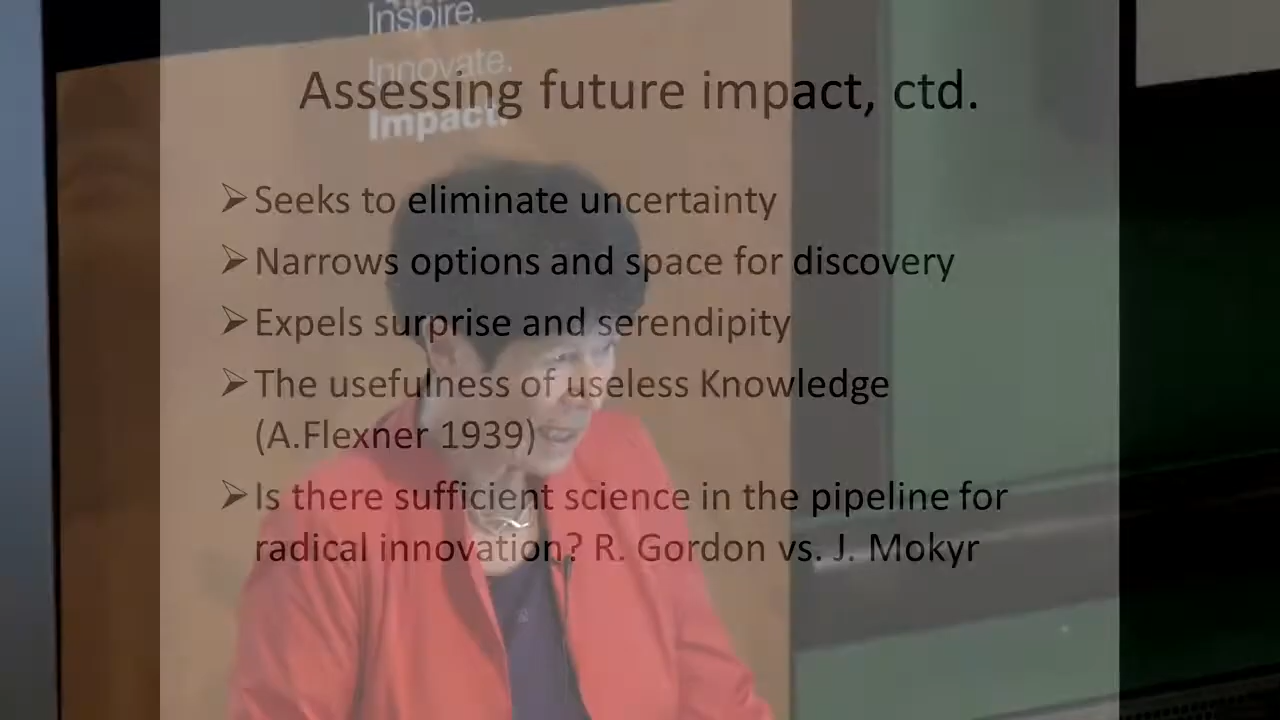 Inspire.
Innovate.
Impact.
Assessing future impact, ctd.
Seeks to eliminate uncertainty
Narrows options and space for discovery
Expels surprise and serendipity
The usefulness of useless Knowledge
(A.Flexner 1939)
Is there sufficient science in the pipeline for
radical innovation? R. Gordon vs. J. Mokyr